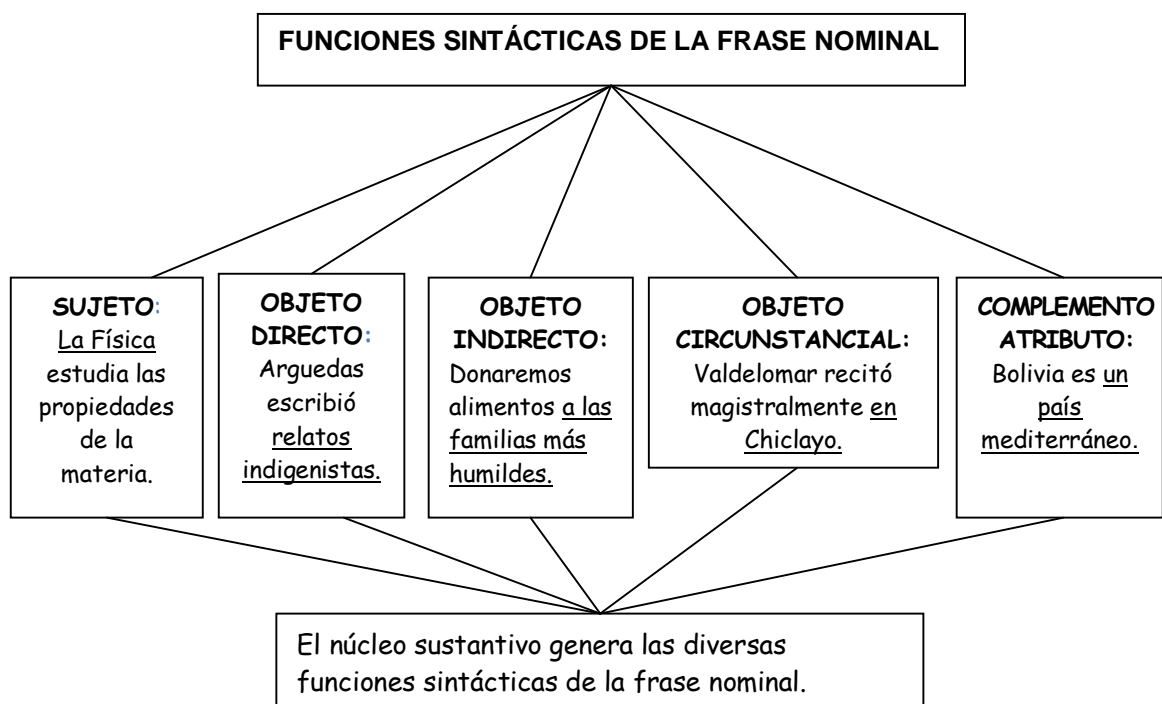 FUNCIONES SINTÁCTICAS DE LA FRASE NOMINAL
SUJETO:
La Física
estudia las
propiedades
de la
materia.
OBJETO
DIRECTO:
Arguedas
escribió
relatos
indigenistas.
OBJETO
INDIRECTO:
Donaremos
alimentos a las
familias más
humildes.
OBJETO
CIRCUNSTANCIAL:
Valdelomar recitó
magistralmente en
Chiclayo.
COMPLEMENTO
ATRIBUTO:
Bolivia es un
país
mediterráneo.
El núcleo sustantivo genera las diversas
funciones sintácticas de la frase nominal.